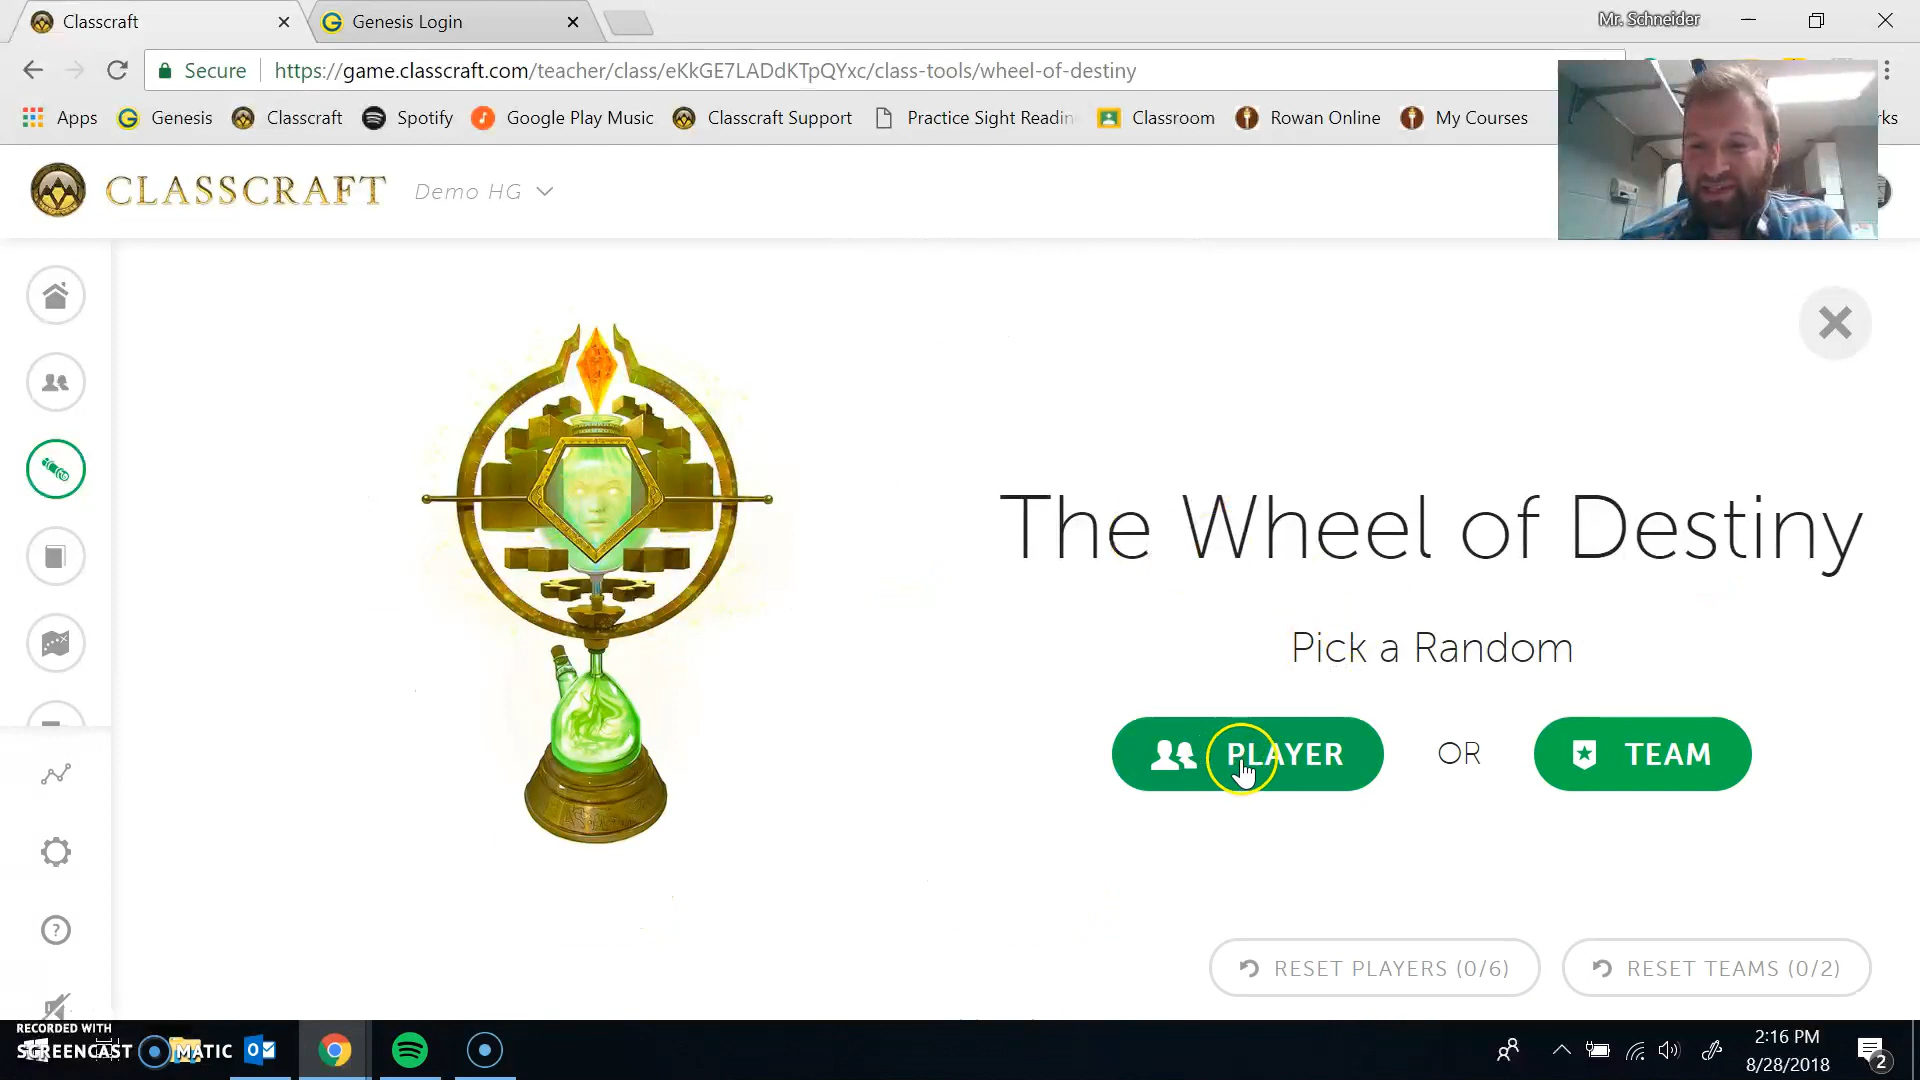 Classcraft
Genesis Login
Mr. Schneider
Secure
https://game.classcraft.com/teacher/class/eKkGE7LADdKTpQYxc/class-tools/wheel-of-destiny
Apps Genesis Classcraft Spotify Google Play Music Classcraft Support Practice Sight Readin Classroom Rowan Online My Courses rks
CLASSCRAFT Demo HG
The Wheel of Destiny
Pick a Random
PLAYER OR TEAM
RESET PLAYERS (0/6) RESET TEAMS (0/2)
RECORDED WITH
SCREENCAST MATIC
2:16 PM
8/28/2018
2